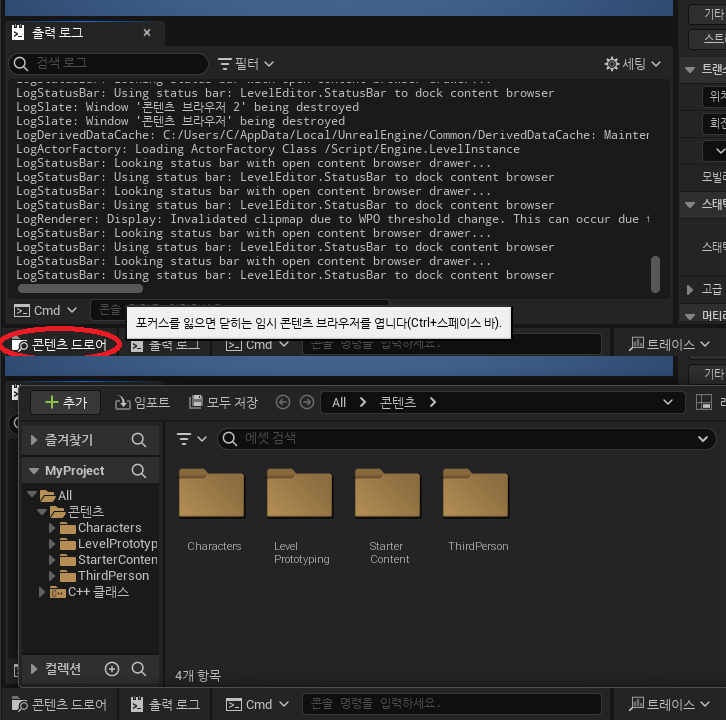 기타
스트
출력 로그
검색 로그
필터
세팅
LogStatusBar: Looking status bar with open content browser drawer...
LogStatusBar: Using status bar: LevelEditor.StatusBar to dock content browser
LogSlate: Window '콘텐츠 브라우저 2' being destroyed
LogSlate: Window '콘텐츠 브라우저' being destroyed
LogDerivedDataCache: C:/Users/C/AppData/Local/UnrealEngine/Common/DerivedDataCache: Mainten
LogActorFactory: Loading ActorFactory Class /Script/Engine.LevelInstance
LogStatusBar: Looking status bar with open content browser drawer...
LogStatusBar: Using status bar: LevelEditor.StatusBar to dock content browser
LogStatusBar: Looking status bar with open content browser drawer...
LogStatusBar: Using status bar: LevelEditor.StatusBar to dock content browser
LogRenderer: Display: Invalidated clipmap due to WPO threshold change. This can occur due t
LogStatusBar: Looking status bar with open content browser drawer...
LogStatusBar: Using status bar: LevelEditor.StatusBar to dock content browser
LogStatusBar: Looking status bar with open content browser drawer...
LogStatusBar: Using status bar: LevelEditor.StatusBar to dock content browser
트랜스
위치
회전
모빌리
스태틱
스태틱
고급
머티리
Cmd
포커스를 잃으면 닫히는 임시 콘텐츠 브라우저를 엽니다(Ctrl+스페이스 바).
콘텐츠 드로어
출력 로그
Cmd
콘솔 명령을 입력하세요.
트레이스
기타
추가
임포트
모두 저장
All
콘텐츠
즐겨찾기
에셋 검색
MyProject
All
콘텐츠
Characters
LevelPrototyp
StarterConten
ThirdPerson
C++ 클래스
Characters
Level
Prototyping
Starter
Content
ThirdPerson
컬렉션
4개 항목
콘텐츠 드로어
출력 로그
Cmd
콘솔 명령을 입력하세요.
트레이스